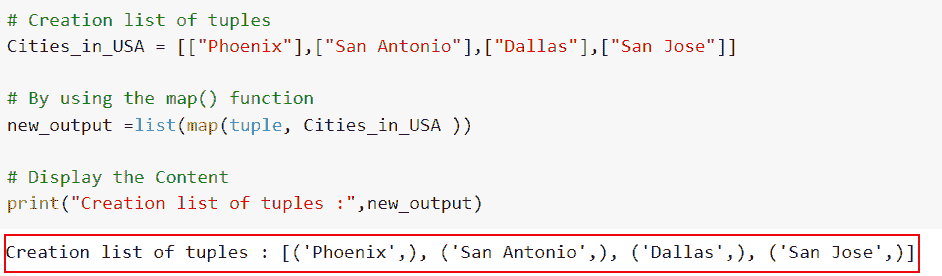 # Creation list of tuples
Cities_in_USA = [["Phoenix"],["San Antonio"],["Dallas"],["San Jose"]]
# By using the map() function
new_output =list(map(tuple, Cities_in_USA ))
# Display the Content
print("Creation list of tuples :",new_output)
Creation list of tuples : [('Phoenix',), ('San Antonio',), ('Dallas',), ('San Jose',)]